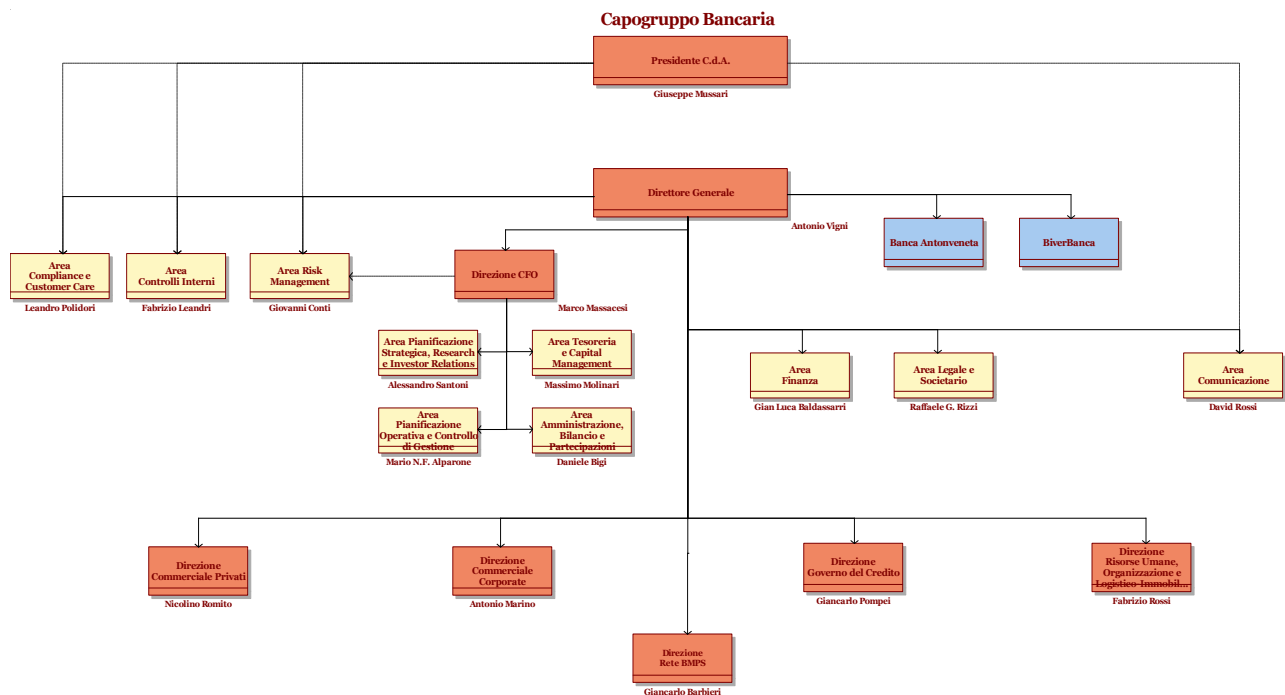 Capogruppo Bancaria
Presidente C.d.A.
Giuseppe Mussari
Direttore Generale
Antonio Vigni
Banca Antonveneta
BiverBanca
Area
Compliance e
Customer Care
Leandro Polidori
Area
Controlli Interni
Fabrizio Leandri
Area Risk
Management
Giovanni Conti
Direzione CFO
Marco Massacesi
Area Pianificazione
Strategica, Research
e Investor Relations
Alessandro Santoni
Area Tesoreria
e Capital
Management
Massimo Molinari
Area
Finanza
Gian Luca Baldassarri
Area Legale e
Societario
Raffaele G. Rizzi
Area
Comunicazione
David Rossi
Area
Pianificazione
Operativa e Controllo
di Gestione
Mario N.F. Alparone
Area
Amministrazione,
Bilancio e
Partecipazioni
Daniele Bigi
Direzione
Commerciale Privati
Nicolino Romito
Direzione
Commerciale
Corporate
Antonio Marino
Direzione
Governo del Credito
Giancarlo Pompei
Direzione
Risorse Umane,
Organizzazione e
Logistico-Immobil...
Fabrizio Rossi
Direzione
Rete BMPS
Giancarlo Barbieri